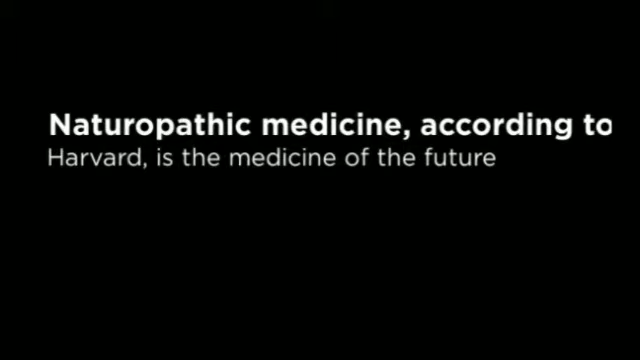 Naturopathic medicine, according to
Harvard, is the medicine of the future